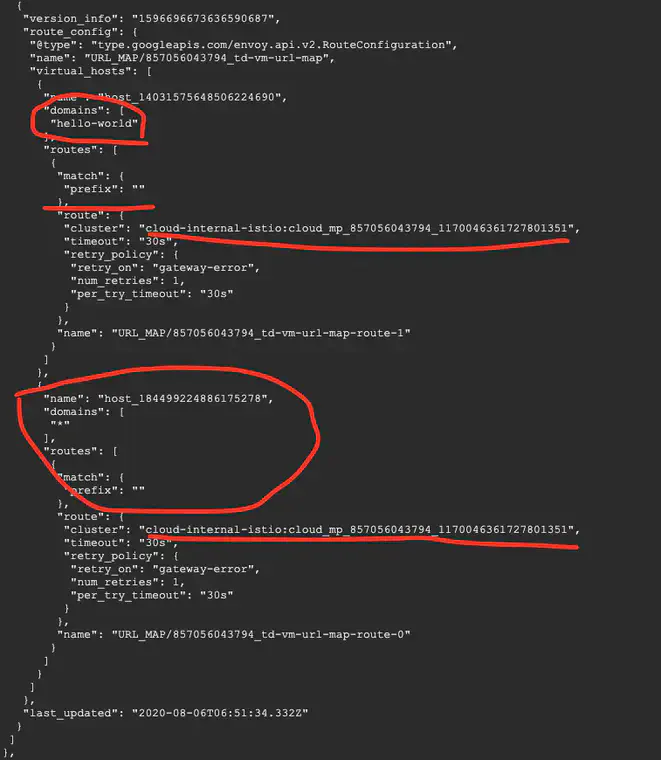 {
"version_info": "1596696673636590687",
"route_config": {
"@type": "type.googleapis.com/envoy.api.v2.RouteConfiguration",
"name": "URL_MAP/857056043794_td-vm-url-map",
"virtual_hosts": [
{
"name": "host_14031575648506224690",
"domains": [
"hello-world"
],
"routes": [
{
"match": {
"prefix": ""
},
"route": {
"cluster": "cloud-internal-istio:cloud_mp_857056043794_1170046361727801351",
"timeout": "30s",
"retry_policy": {
"retry_on": "gateway-error",
"num_retries": 1,
"per_try_timeout": "30s"
}
},
"name": "URL_MAP/857056043794_td-vm-url-map-route-1"
}
]
},
{
"name": "host_184499224886175278",
"domains": [
"*"
],
"routes": [
{
"match": {
"prefix": ""
},
"route": {
"cluster": "cloud-internal-istio:cloud_mp_857056043794_1170046361727801351",
"timeout": "30s",
"retry_policy": {
"retry_on": "gateway-error",
"num_retries": 1,
"per_try_timeout": "30s"
}
},
"name": "URL_MAP/857056043794_td-vm-url-map-route-0"
}
]
}
]
},
"last_updated": "2020-08-06T06:51:34.332Z"
}
]
},